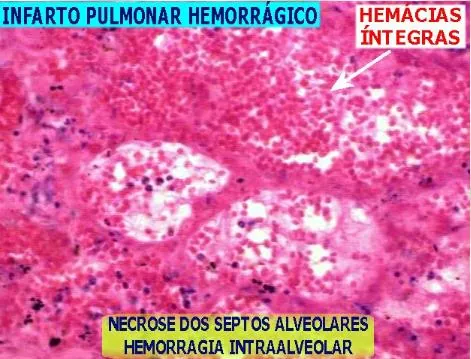 INFARTO PULMONAR HEMORRÁGICO
HEMÁCIAS
ÍNTEGRAS
NECROSE DOS SEPTOS ALVEOLARES
HEMORRAGIA INTRAALVEOLAR